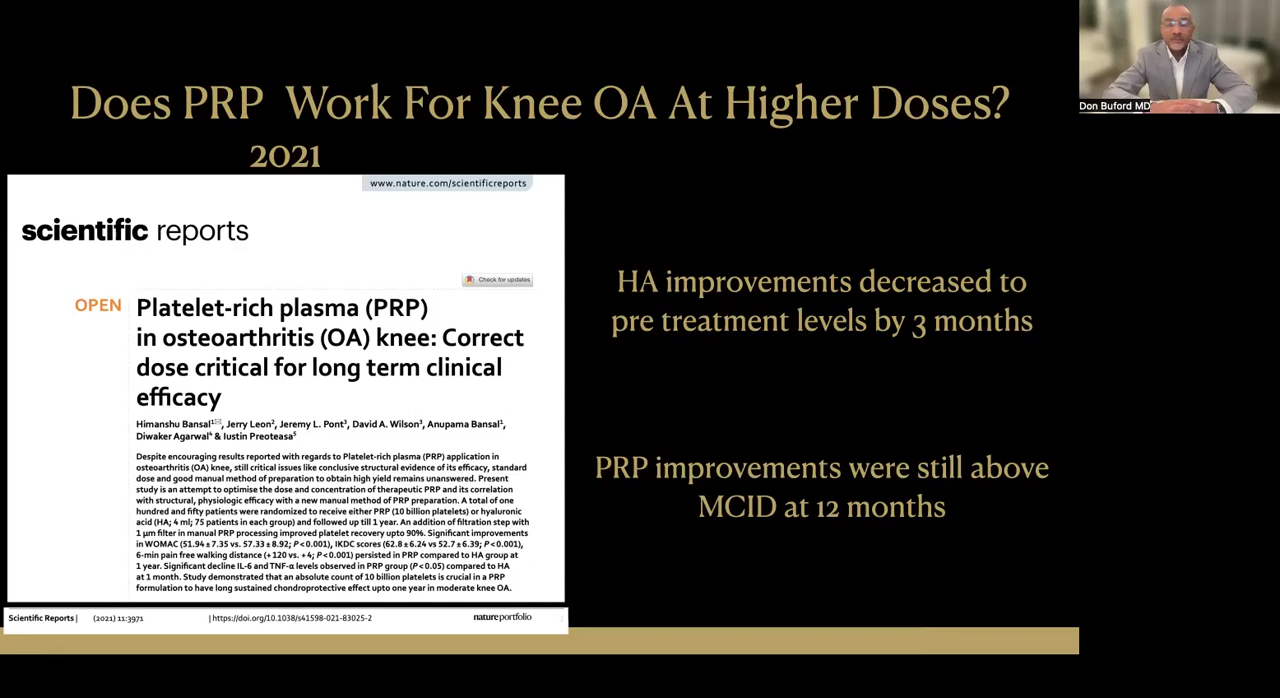 Does PRP Work For Knee OA At Higher Doses?
2021
Don Buford MD
www.nature.com/scientificreports
scientific reports
Check for updates
OPEN
Platelet-rich plasma (PRP)
in osteoarthritis (OA) knee: Correct
dose critical for long term clinical
efficacy
Himanshu Bansal1✉, Jerry Leon2, Jeremy L. Pont3, David A. Wilson3, Anupama Bansal1,
Diwaker Agarwal4 & Iustin Preoteasa5
Despite encouraging results reported with regards to Platelet-rich plasma (PRP) application in
osteoarthritis (OA) knee, still critical issues like conclusive structural evidence of its efficacy, standard
dose and good manual method of preparation to obtain high yield remains unanswered. Present
study is an attempt to optimise the dose and concentration of therapeutic PRP and its correlation
with structural, physiologic efficacy with a new manual method of PRP preparation. A total of one
hundred and fifty patients were randomized to receive either PRP (10 billion platelets) or hyaluronic
acid (HA; 4 ml; 75 patients in each group) and followed up till 1 year. An addition of filtration step with
1 µm filter in manual PRP processing improved platelet recovery upto 90%. Significant improvements
in WOMAC (51.94 ± 7.35 vs. 57.33 ± 8.92; P < 0.001), IKDC scores (62.8 ± 6.24 vs 52.7 ± 6.39; P < 0.001),
6-min pain free walking distance (+ 120 vs. + 4; P < 0.001) persisted in PRP compared to HA group at
1 year. Significant decline IL-6 and TNF-α levels observed in PRP group (P < 0.05) compared to HA
at 1 month. Study demonstrated that an absolute count of 10 billion platelets is crucial in a PRP
formulation to have long sustained chondroprotective effect upto one year in moderate knee OA.
Scientific Reports | (2021) 11:3971 | https://doi.org/10.1038/s41598-021-83025-2 natureportfolio
HA improvements decreased to
pre treatment levels by 3 months
PRP improvements were still above
MCID at 12 months